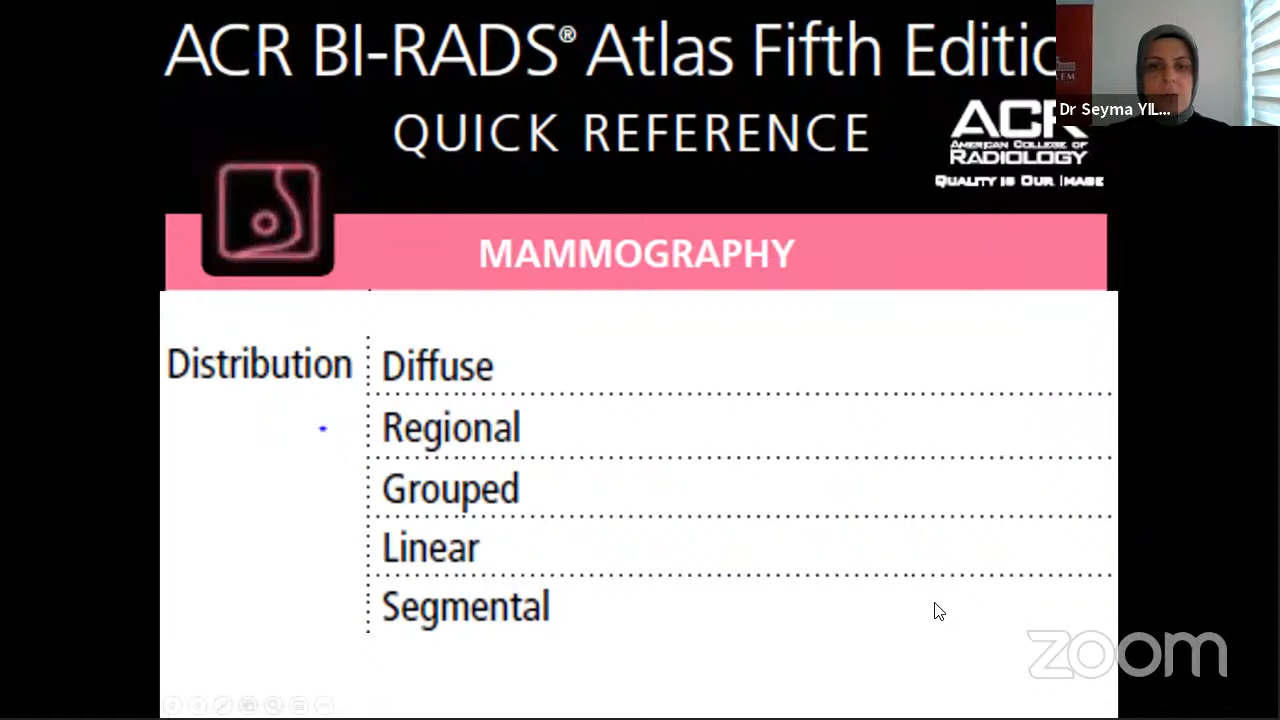 ACR BI-RADS® Atlas Fifth Editio
QUICK REFERENCE
ACR
AMERICAN COLLEGE OF
RADIOLOGY
QUALITY IS OUR IMAGE
Dr Seyma YIL...
MAMMOGRAPHY
Distribution
Diffuse
Regional
Grouped
Linear
Segmental
zoom